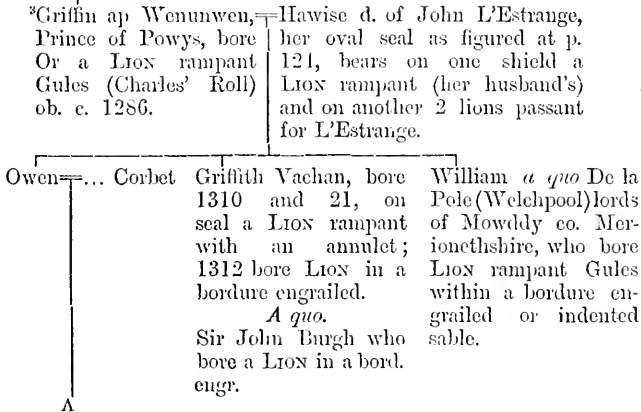 ³Griffin ap Wenunwen,
Prince of Powys, bore
Or a LION rampant
Gules (Charles' Roll)
ob. c. 1286.
Hawise d. of John L'Estrange,
her oval seal as figured at p.
121, bears on one shield a
LION rampant (her husband's)
and on another 2 lions passant
for L'Estrange.
Owen=... Corbet
Griffith Vachan, bore
1310 and 21, on
seal a LION rampant
with an annulet;
1312 bore LION in a
bordure engrailed.
A quo.
Sir John Burgh who
bore a LION in a bord.
engr.
William a quo De la
Pole (Welchpool) lords
of Mowddy co. Mer-
ionethshire, who bore
LION rampant Gules
within a bordure en-
grailed or indented
sable.
A